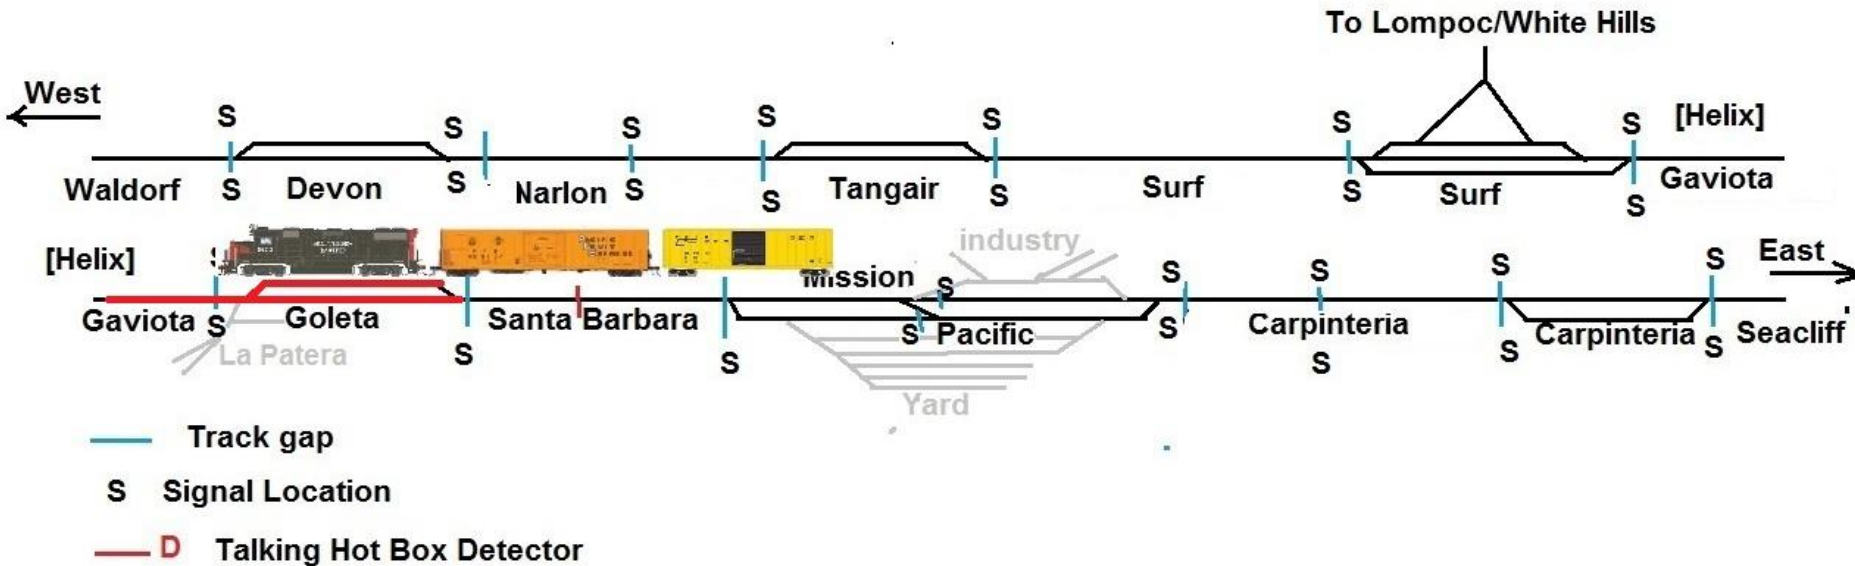 To Lompoc/White Hills
West
S S S S S S S [Helix]
Waldorf S Devon S Narlon S S Tangair S Surf S Surf S Gaviota
[Helix] industry East
Mission S S S S S
Gaviota S Goleta Santa Barbara S Pacific S Carpinteria Carpinteria Seacliff
La Patera S S S S S
Yard
Track gap
S Signal Location
D Talking Hot Box Detector